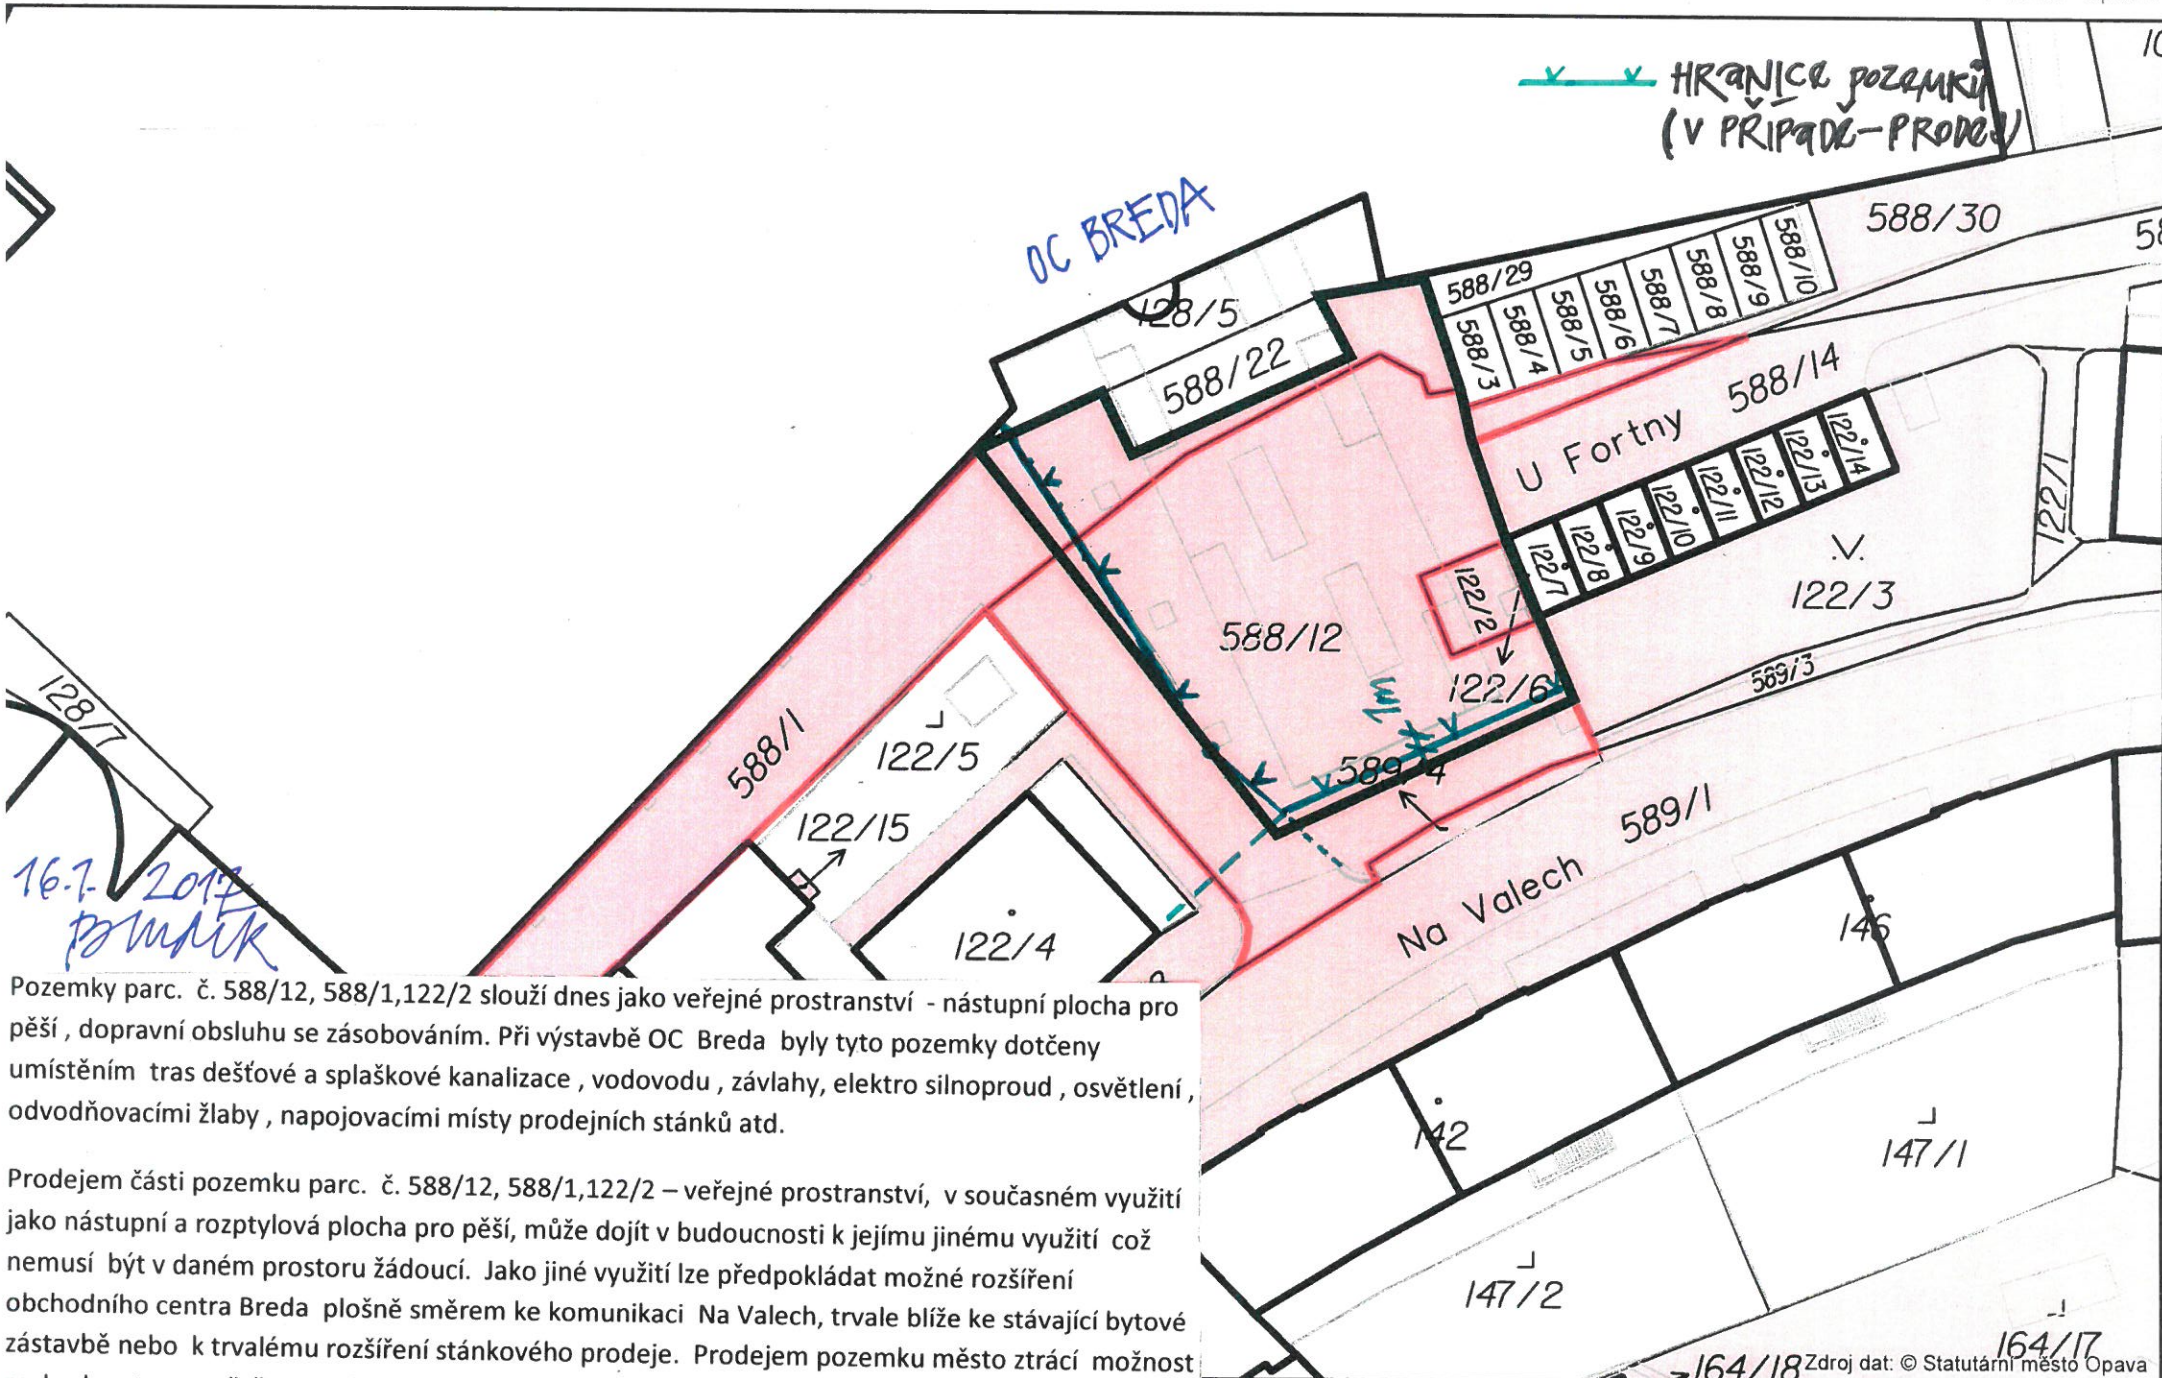 HRANICE POZEMKŮ
(V PŘÍPADĚ - PRODEJ)
OC BREDA
128/5
588/22
588/29
588/3
588/4
588/5
588/6
588/7
588/8
588/9
588/10
588/30
588/14
U Fortny
122/7
122/8
122/9
122/10
122/11
122/12
122/13
122/14
122/1
122/3
122/2
122/6
588/12
1M
589/4
589/3
589/1
Na Valech
588/1
122/5
122/15
122/4
128/7
146
142
147/1
147/2
164/17
164/18
16.1. 2017
Pozemky parc. č. 588/12, 588/1,122/2 slouží dnes jako veřejné prostranství - nástupní plocha pro
pěší , dopravní obsluhu se zásobováním. Při výstavbě OC Breda byly tyto pozemky dotčeny
umístěním tras dešťové a splaškové kanalizace , vodovodu , závlahy, elektro silnoproud , osvětlení ,
odvodňovacími žlaby , napojovacími místy prodejních stánků atd.
Prodejem části pozemku parc. č. 588/12, 588/1,122/2 – veřejné prostranství, v současném využití
jako nástupní a rozptylová plocha pro pěší, může dojít v budoucnosti k jejímu jinému využití což
nemusí být v daném prostoru žádoucí. Jako jiné využití lze předpokládat možné rozšíření
obchodního centra Breda plošně směrem ke komunikaci Na Valech, trvale blíže ke stávající bytové
zástavbě nebo k trvalému rozšíření stánkového prodeje. Prodejem pozemku město ztrácí možnost
Zdroj dat: © Statutární město Opava